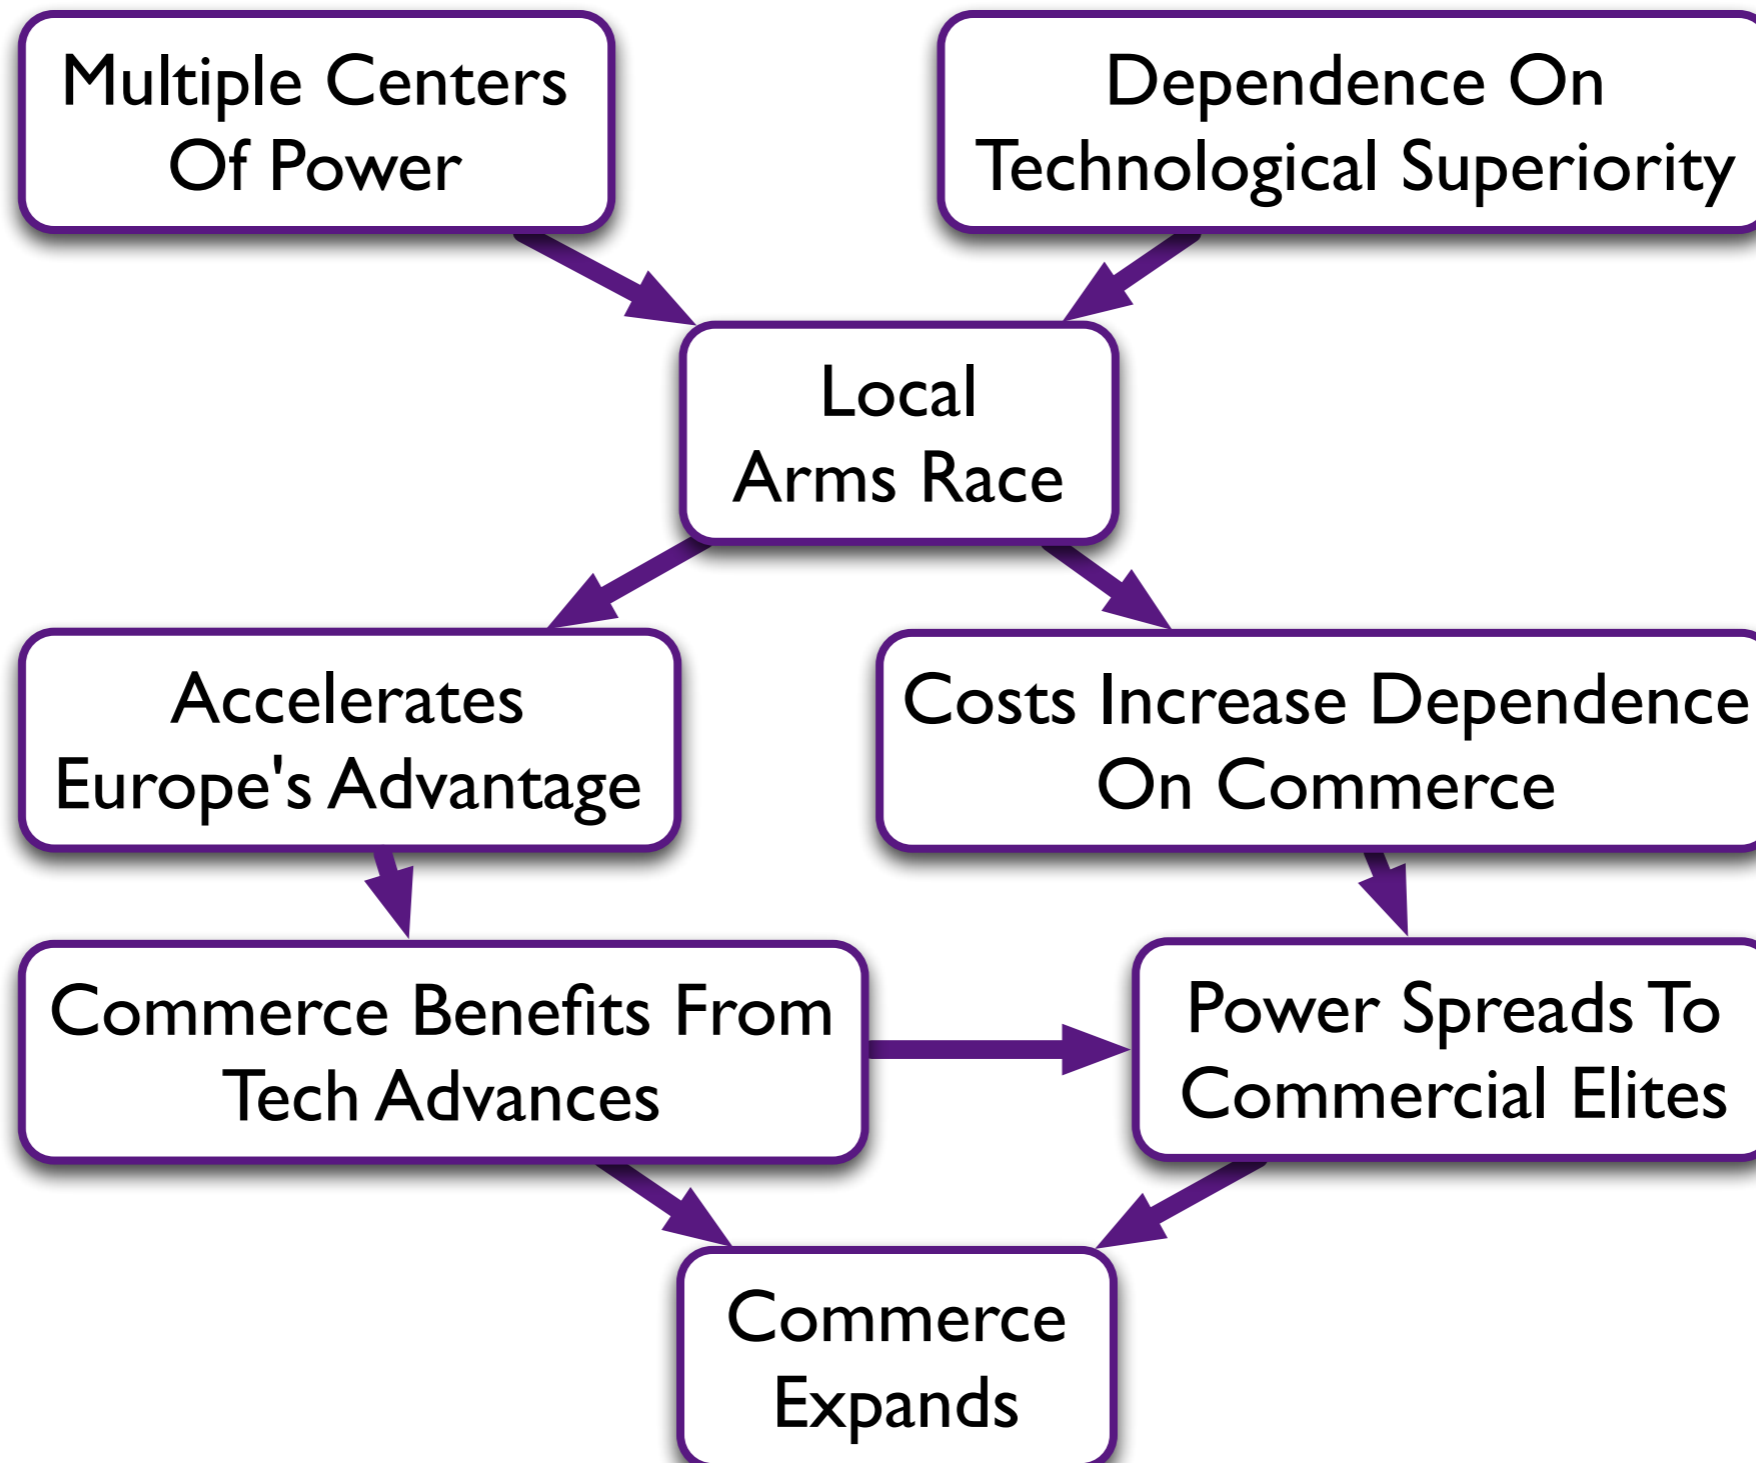 Multiple Centers
Of Power
Dependence On
Technological Superiority
Local
Arms Race
Accelerates
Europe's Advantage
Costs Increase Dependence
On Commerce
Commerce Benefits From
Tech Advances
Power Spreads To
Commercial Elites
Commerce
Expands